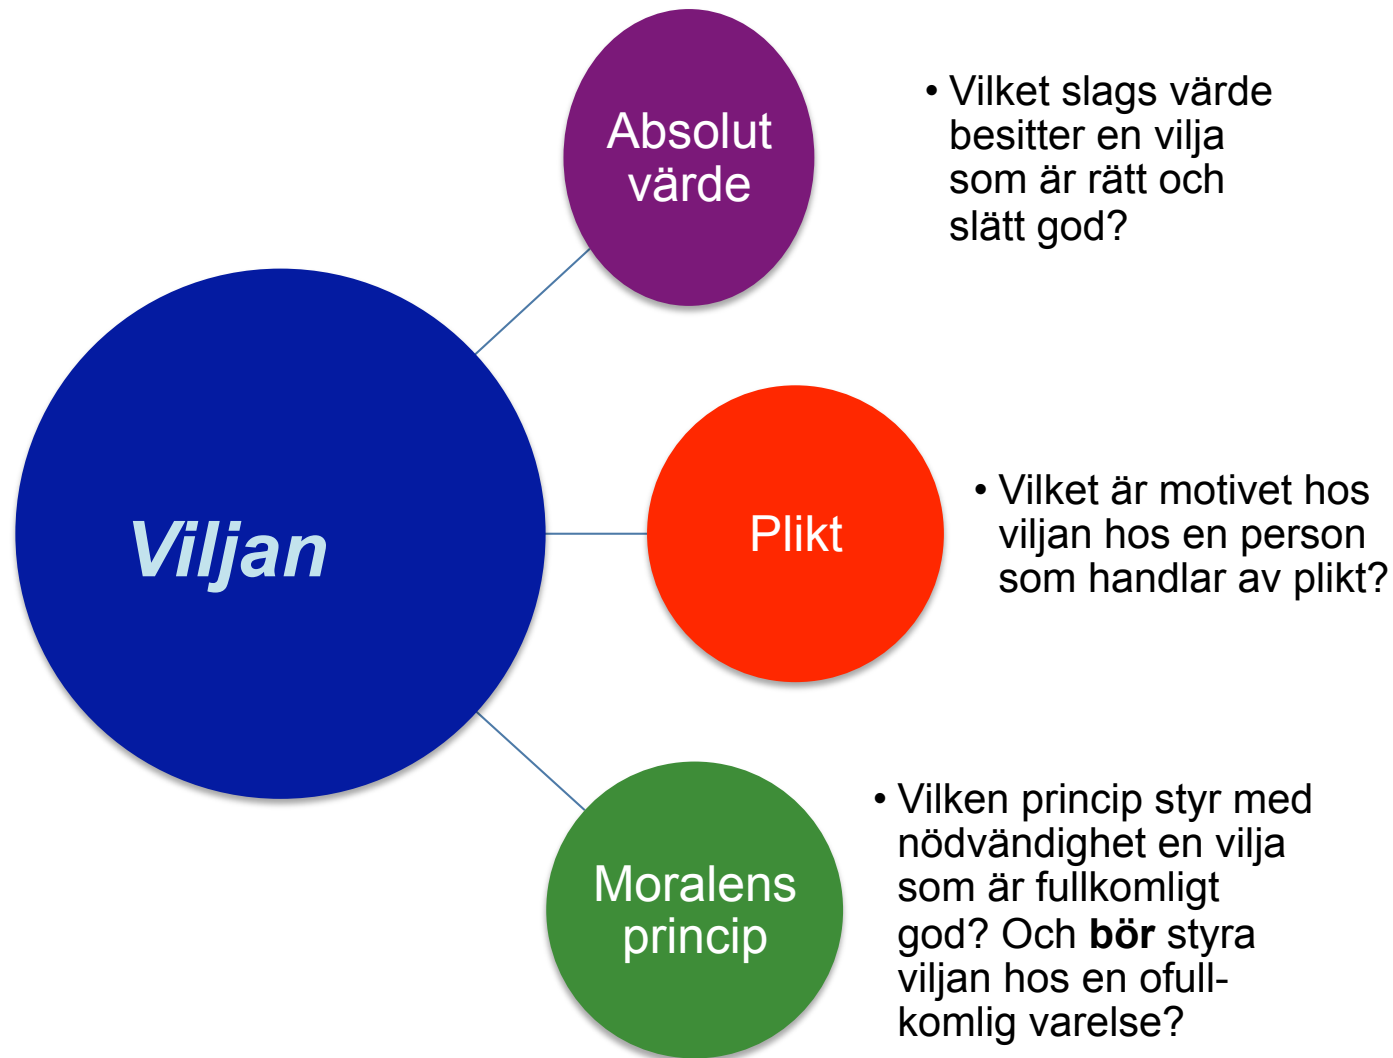 Absolut
värde
• Vilket slags värde
besitter en vilja
som är rätt och
slätt god?
Viljan
Plikt
• Vilket är motivet hos
viljan hos en person
som handlar av plikt?
Moralens
princip
• Vilken princip styr med
nödvändighet en vilja
som är fullkomligt
god? Och bör styra
viljan hos en ofull-
komlig varelse?